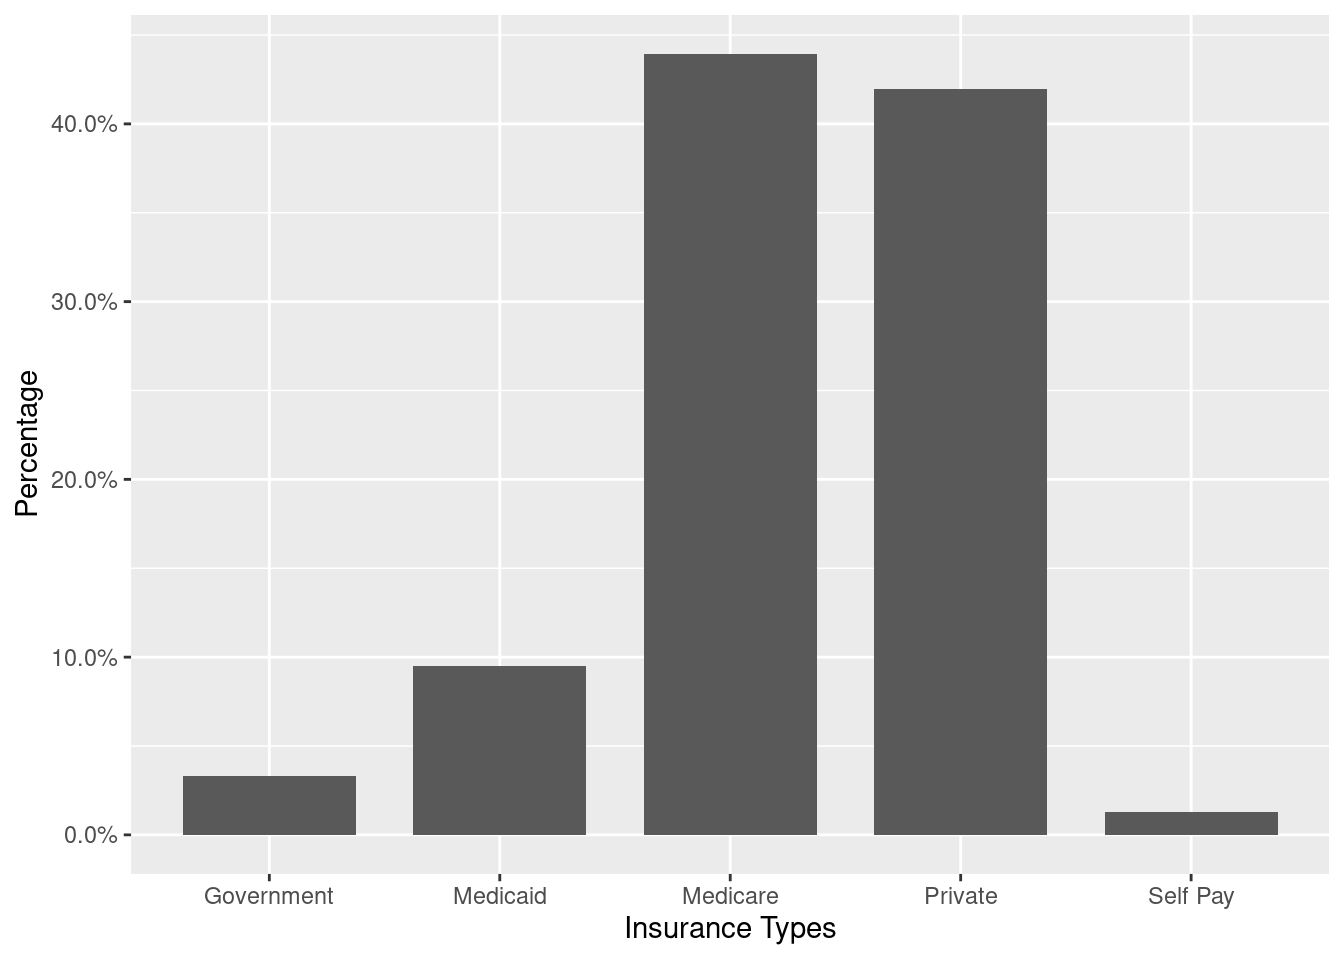 40.0%
30.0%
20.0%
10.0%
0.0%
Percentage
Government Medicaid Medicare Private Self Pay
Insurance Types